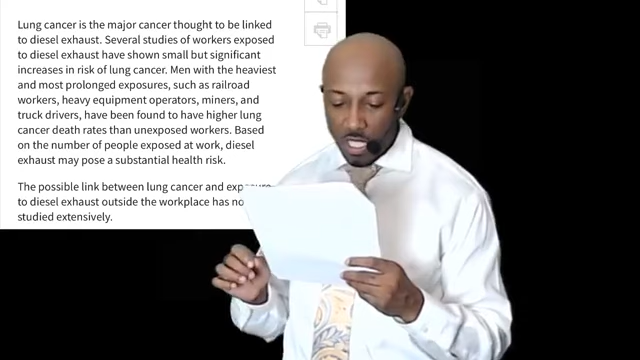 Lung cancer is the major cancer thought to be linked
to diesel exhaust. Several studies of workers exposed
to diesel exhaust have shown small but significant
increases in risk of lung cancer. Men with the heaviest
and most prolonged exposures, such as railroad
workers, heavy equipment operators, miners, and
truck drivers, have been found to have higher lung
cancer death rates than unexposed workers. Based
on the number of people exposed at work, diesel
exhaust may pose a substantial health risk.
The possible link between lung cancer and exposure
to diesel exhaust outside the workplace has no
studied extensively.